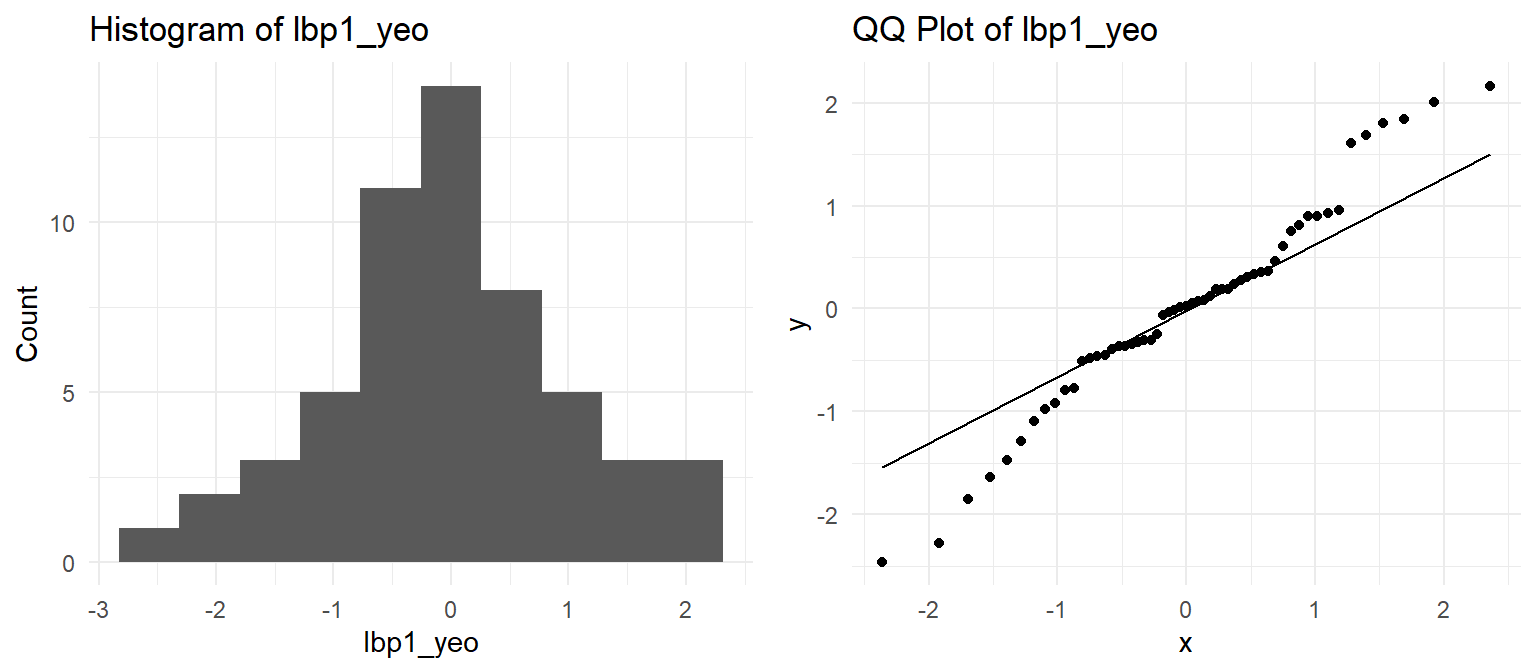 Histogram of lbp1_yeo
Count
10
5
0
-3 -2 -1 0 1 2
lbp1_yeo
QQ Plot of lbp1_yeo
y
2
1
0
-1
-2
-2 -1 0 1 2
x